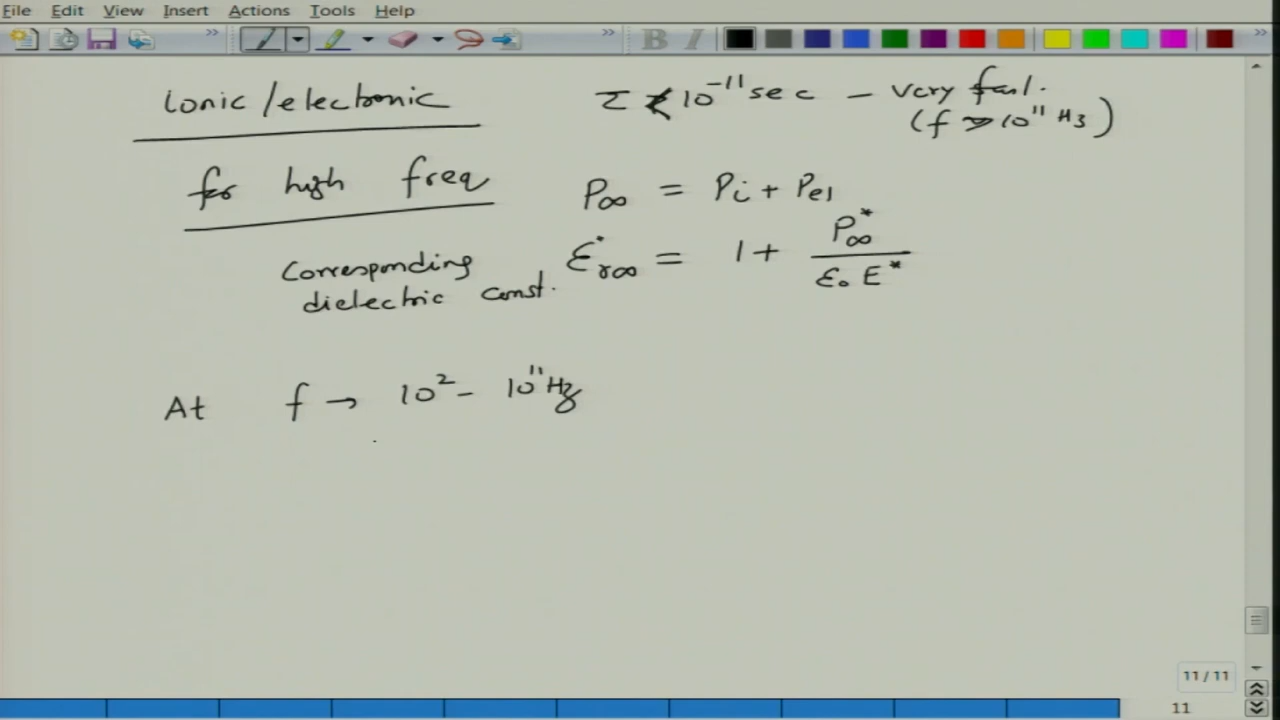 File Edit View Insert Actions Tools Help
Ionic/electronic τ < 10⁻¹¹ sec – very fast.
(f > 10¹¹ Hz)
for high freq P∞ = Pi + Pel
Corresponding dielectric const. ε*r∞ = 1 + P*∞ / ε₀ E*
At f → 10² – 10¹¹ Hz
11 / 11
11